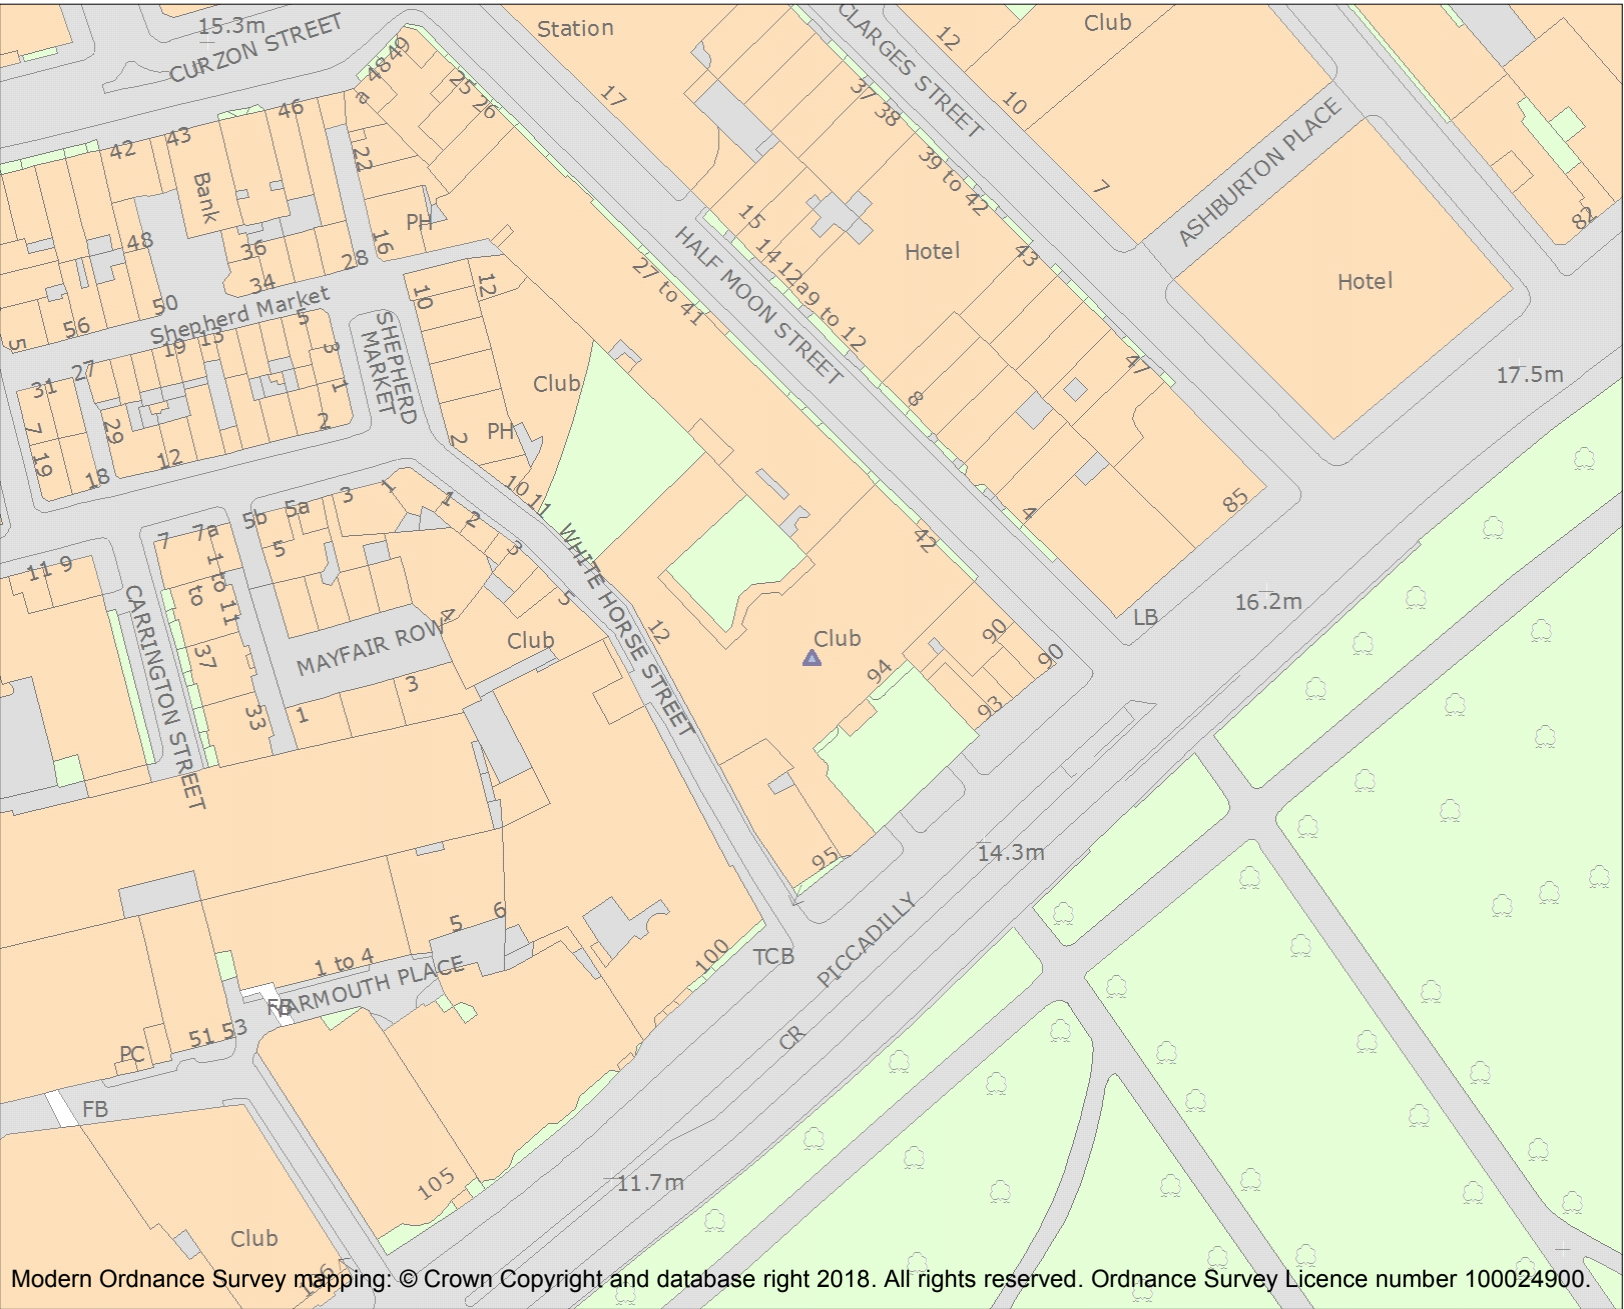 15.3m
CURZON STREET
Station
CLARGES STREET
12
Club
49
48
a
25 26
17
37 38
10
46
43
42
22
Bank
39 to 42
7
ASHBURTON PLACE
82
PH
16
15
14
12a
9 to 12
Hotel
43
48
36
28
34
HALF MOON STREET
27 to 41
Hotel
50
Shepherd Market
56
5
10
12
5
13
19
27
31
3
1
SHEPHERD
MARKET
Club
8
47
17.5m
7
19
29
2
12
18
2
PH
10
11
1
3
5a
5b
7a
7
1
2
3
5
WHITE HORSE STREET
42
4
85
11 9
5
1 to 11
to
37
33
CARRINGTON STREET
MAYFAIR ROW
4
Club
12
Club
94
90
90
93
LB
16.2m
3
1
95
14.3m
PICCADILLY
5
6
1 to 4
100
TCB
FB
YARMOUTH PLACE
51 53
PC
CR
FB
105
11.7m
Club
Modern Ordnance Survey mapping: © Crown Copyright and database right 2018. All rights reserved. Ordnance Survey Licence number 100024900.